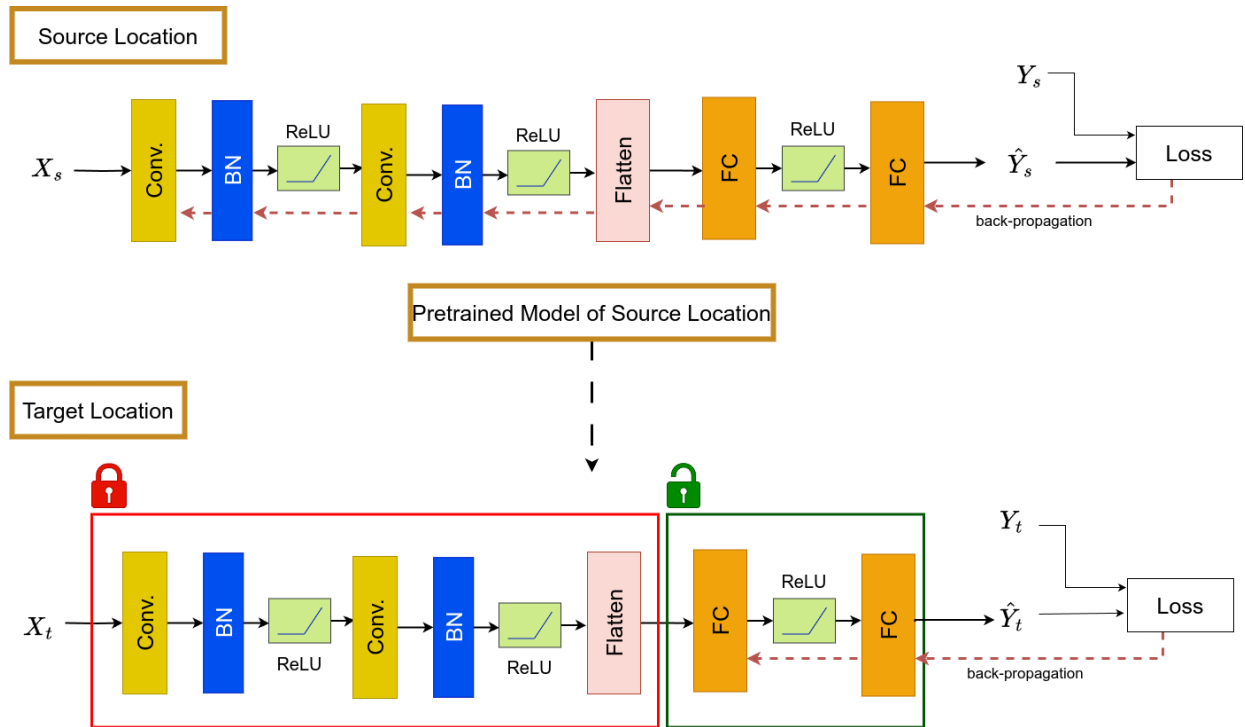 Source Location
X_s
Conv.
BN
ReLU
Conv.
BN
ReLU
Flatten
FC
ReLU
FC
Y_s
Ŷ_s
Loss
back-propagation
Pretrained Model of Source Location
Target Location
X_t
Conv.
BN
ReLU
Conv.
BN
ReLU
Flatten
FC
ReLU
FC
Y_t
Ŷ_t
Loss
back-propagation